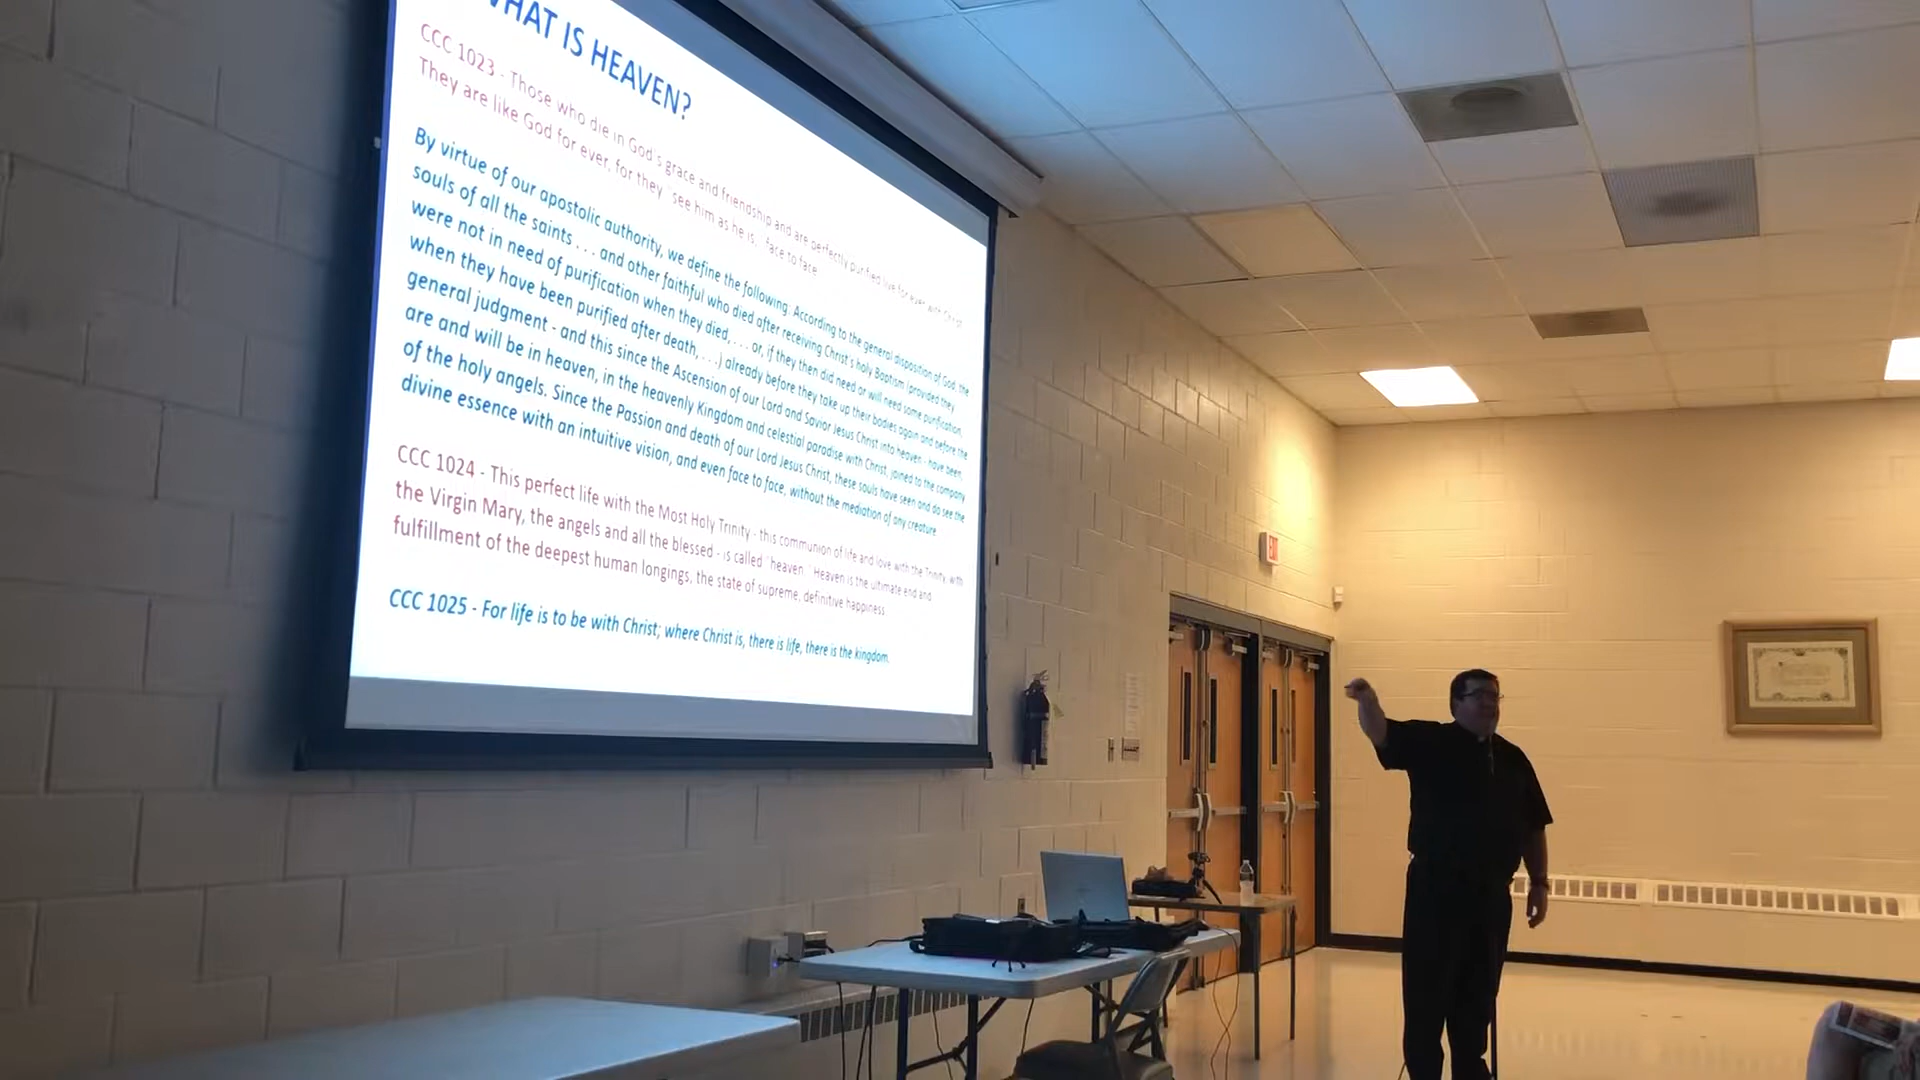 WHAT IS HEAVEN?
CCC 1023 - Those who die in God's grace and friendship and are perfectly purified live for ever with Christ.
They are like God for ever, for they "see him as he is," face to face
By virtue of our apostolic authority, we define the following: According to the general disposition of God, the
souls of all the saints . . . and other faithful who died after receiving Christ's holy Baptism (provided they
were not in need of purification when they died, . . . or, if they then did need or will need some purification,
when they have been purified after death, . . .) already before they take up their bodies again and before the
general judgment - and this since the Ascension of our Lord and Savior Jesus Christ into heaven - have been,
are and will be in heaven, in the heavenly Kingdom and celestial paradise with Christ, joined to the company
of the holy angels. Since the Passion and death of our Lord Jesus Christ, these souls have seen and do see the
divine essence with an intuitive vision, and even face to face, without the mediation of any creature.
CCC 1024 - This perfect life with the Most Holy Trinity - this communion of life and love with the Trinity, with
the Virgin Mary, the angels and all the blessed - is called "heaven." Heaven is the ultimate end and
fulfillment of the deepest human longings, the state of supreme, definitive happiness
CCC 1025 - For life is to be with Christ; where Christ is, there is life, there is the kingdom.
EXIT